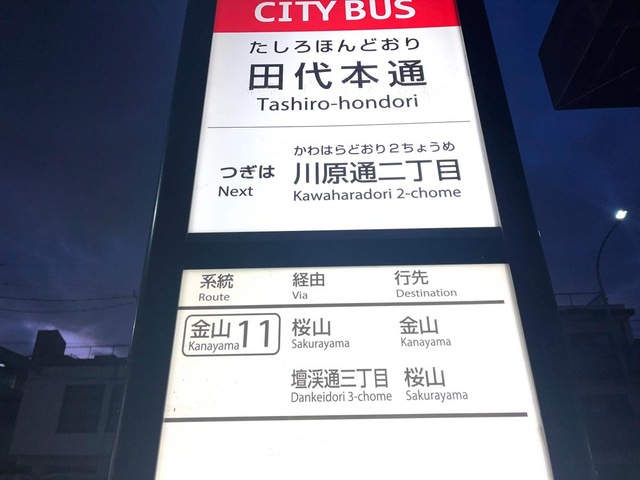 CITY BUS
たしろほんどおり
田代本通
Tashiro-hondori
かわはらどおり2ちょうめ
つぎは 川原通二丁目
Next Kawaharadori 2-chome
系統 経由 行先
Route Via Destination
金山11 桜山 金山
Kanayama Sakurayama Kanayama
壇渓通三丁目 桜山
Dankeidori 3-chome Sakurayama